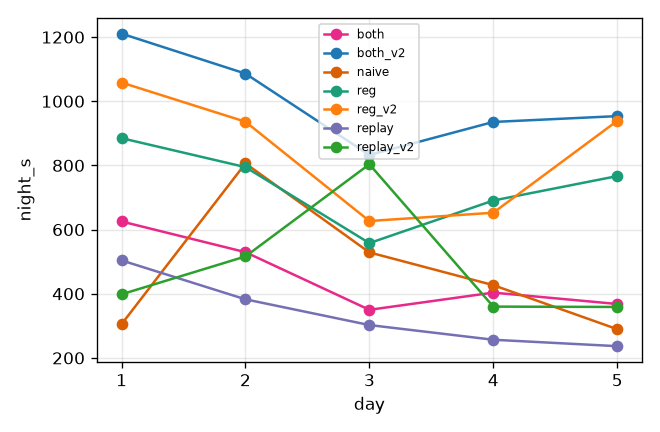 both
both_v2
naive
reg
reg_v2
replay
replay_v2
night_s
1200
1000
800
600
400
200
1 2 3 4 5
day